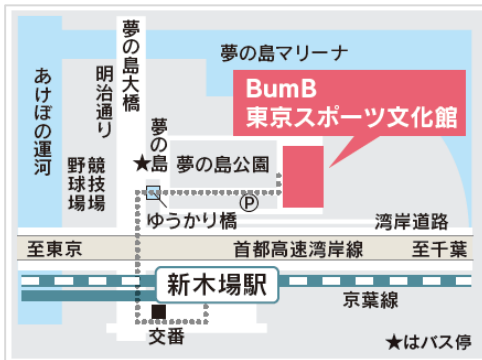 夢の島マリーナ
夢の島大橋
明治通り
あけぼの運河
BumB
東京スポーツ文化館
★夢の島
夢の島公園
競技場
野球場
P
ゆうかり橋
湾岸道路
至東京
首都高速湾岸線
至千葉
新木場駅
京葉線
交番
★はバス停